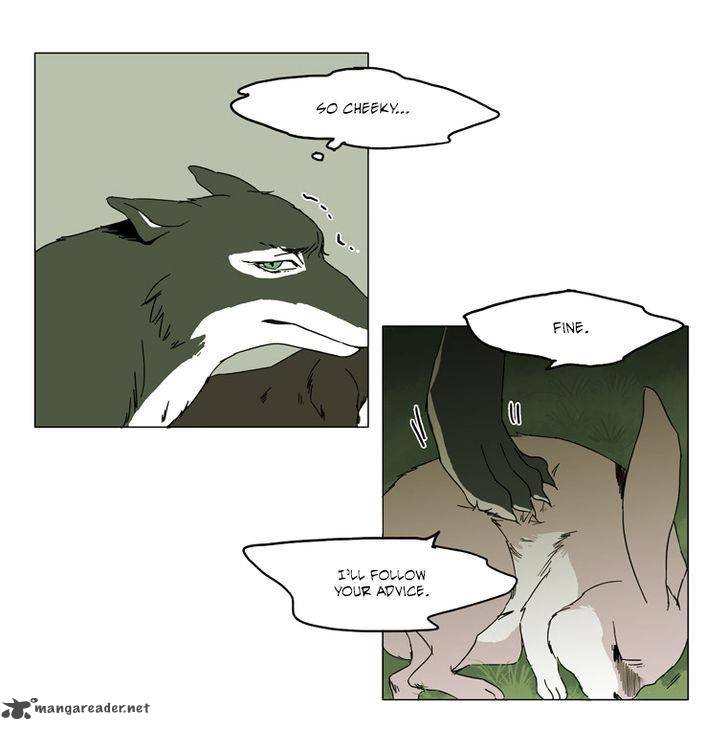 SO CHEEKY...
FINE.
I'LL FOLLOW
YOUR ADVICE.
mangareader.net